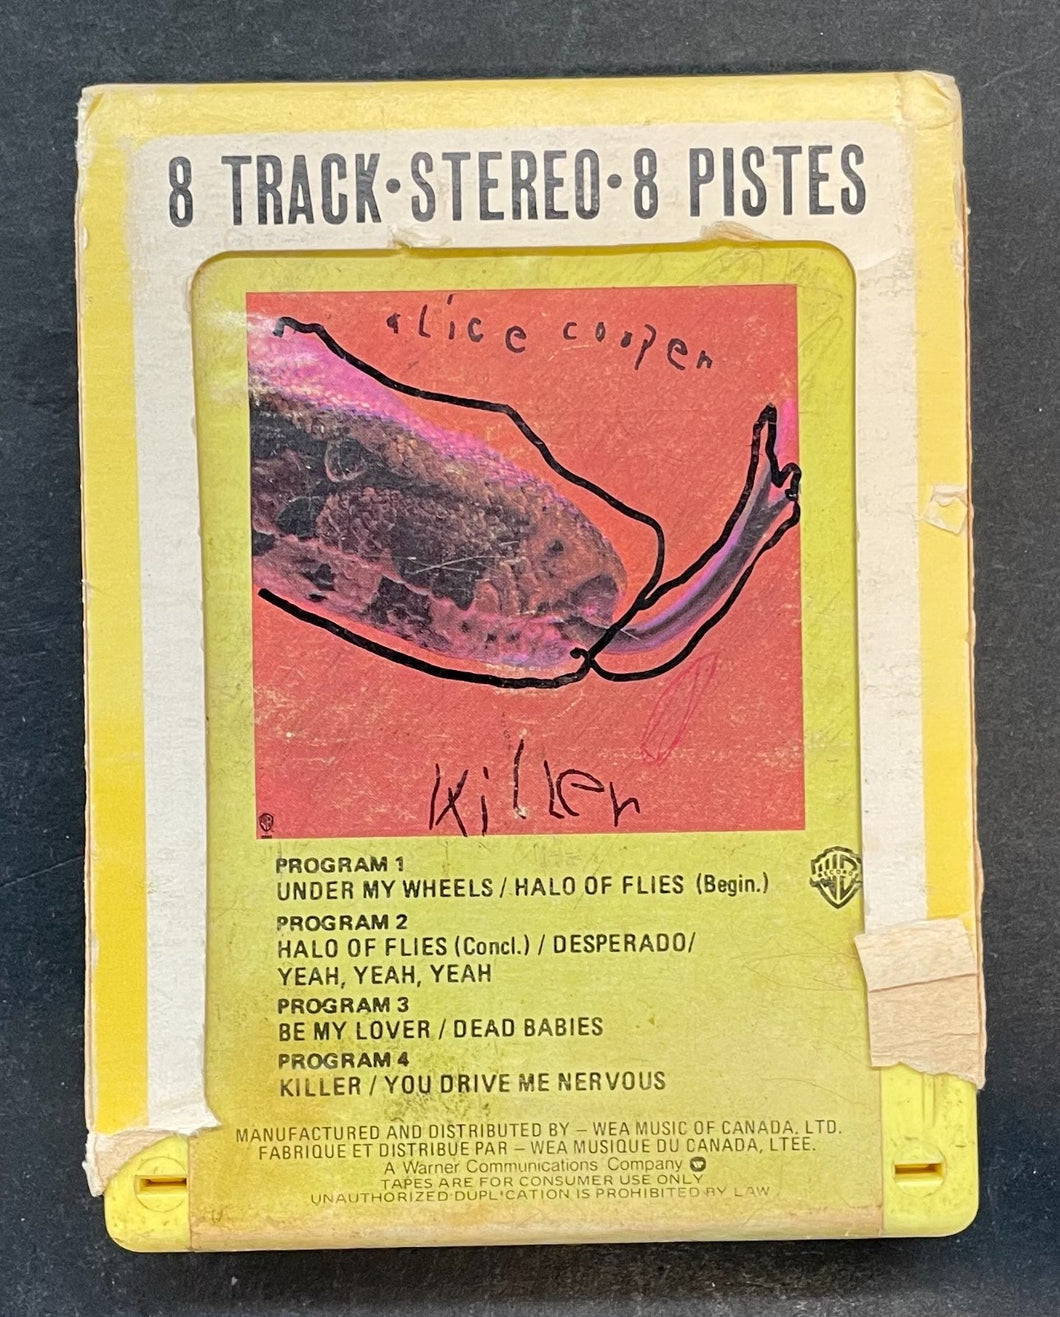 8 TRACK•STEREO•8 PISTES
aLice cooper
killer
PROGRAM 1
UNDER MY WHEELS / HALO OF FLIES (Begin.)
WB RECORDS
PROGRAM 2
HALO OF FLIES (Concl.) / DESPERADO/
YEAH, YEAH, YEAH
PROGRAM 3
BE MY LOVER / DEAD BABIES
PROGRAM 4
KILLER / YOU DRIVE ME NERVOUS
MANUFACTURED AND DISTRIBUTED BY – WEA MUSIC OF CANADA, LTD.
FABRIQUE ET DISTRIBUE PAR – WEA MUSIQUE DU CANADA, LTEE.
A Warner Communications Company
TAPES ARE FOR CONSUMER USE ONLY
UNAUTHORIZED DUPLICATION IS PROHIBITED BY LAW